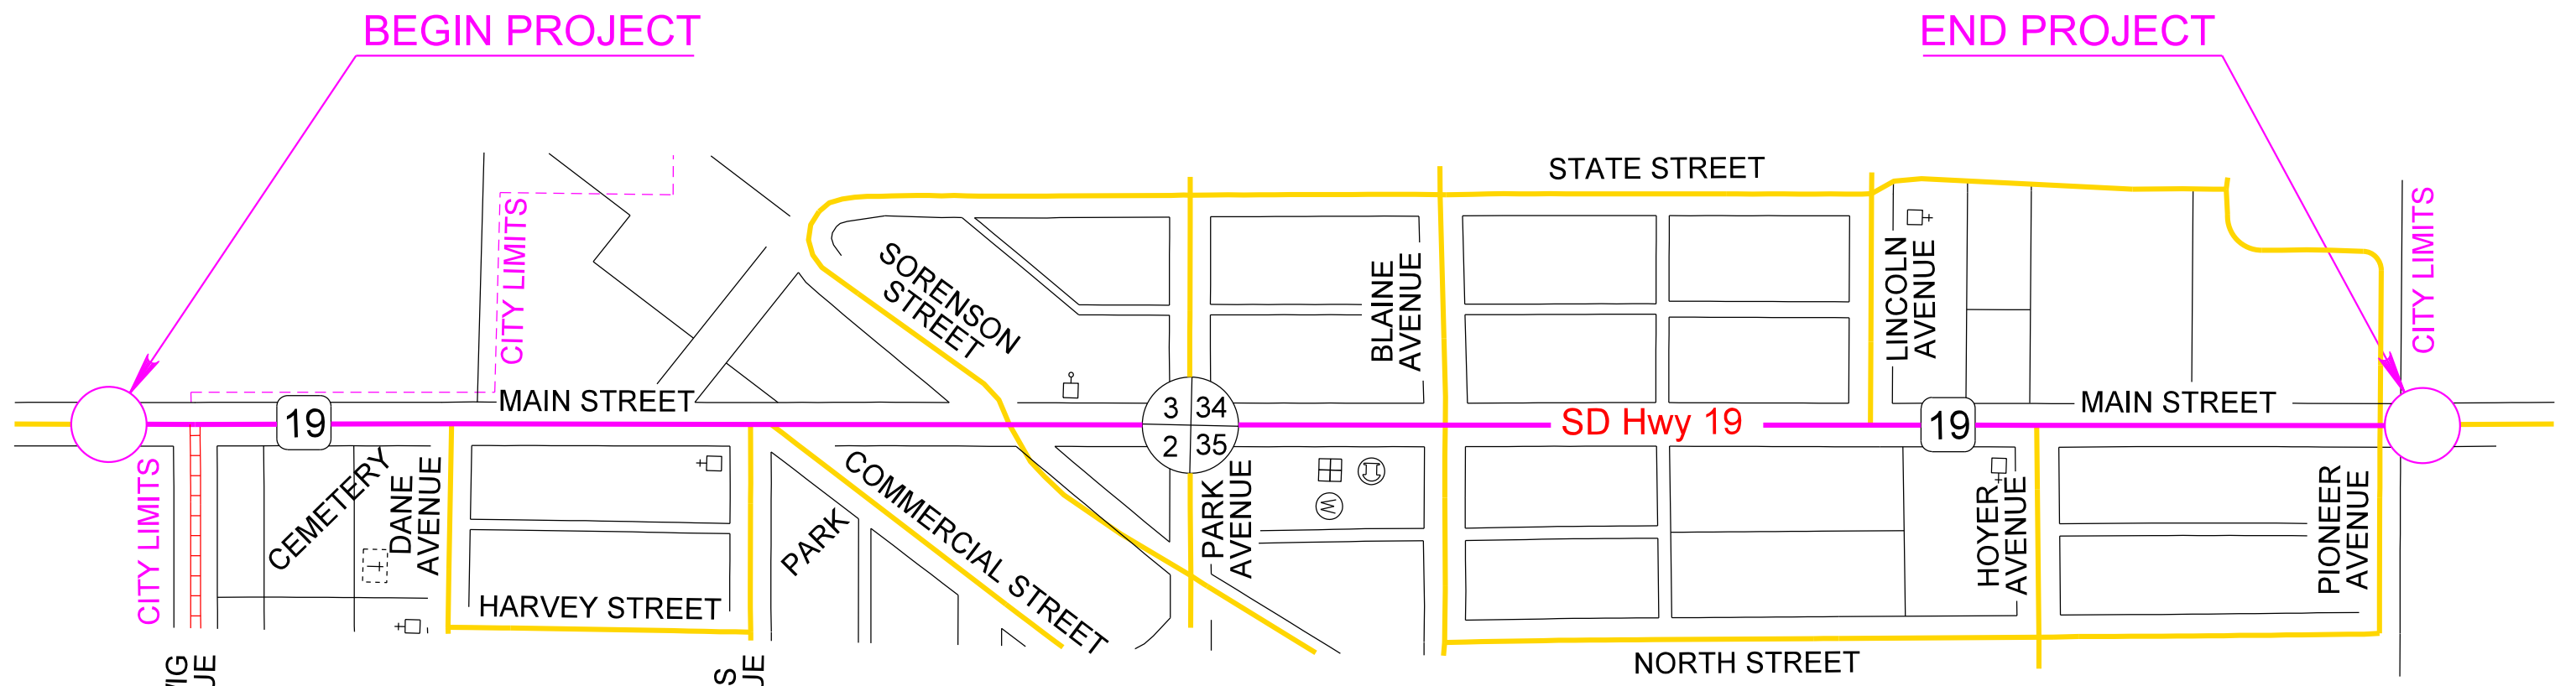 BEGIN PROJECT
END PROJECT
STATE STREET
CITY LIMITS
SORENSON
STREET
BLAINE
AVENUE
LINCOLN
AVENUE
CITY LIMITS
MAIN STREET
19
3 34
2 35
SD Hwy 19
19
MAIN STREET
CITY LIMITS
CEMETERY
DANE
AVENUE
PARK
COMMERCIAL STREET
PARK
AVENUE
W
HOYER
AVENUE
PIONEER
AVENUE
HARVEY STREET
NORTH STREET